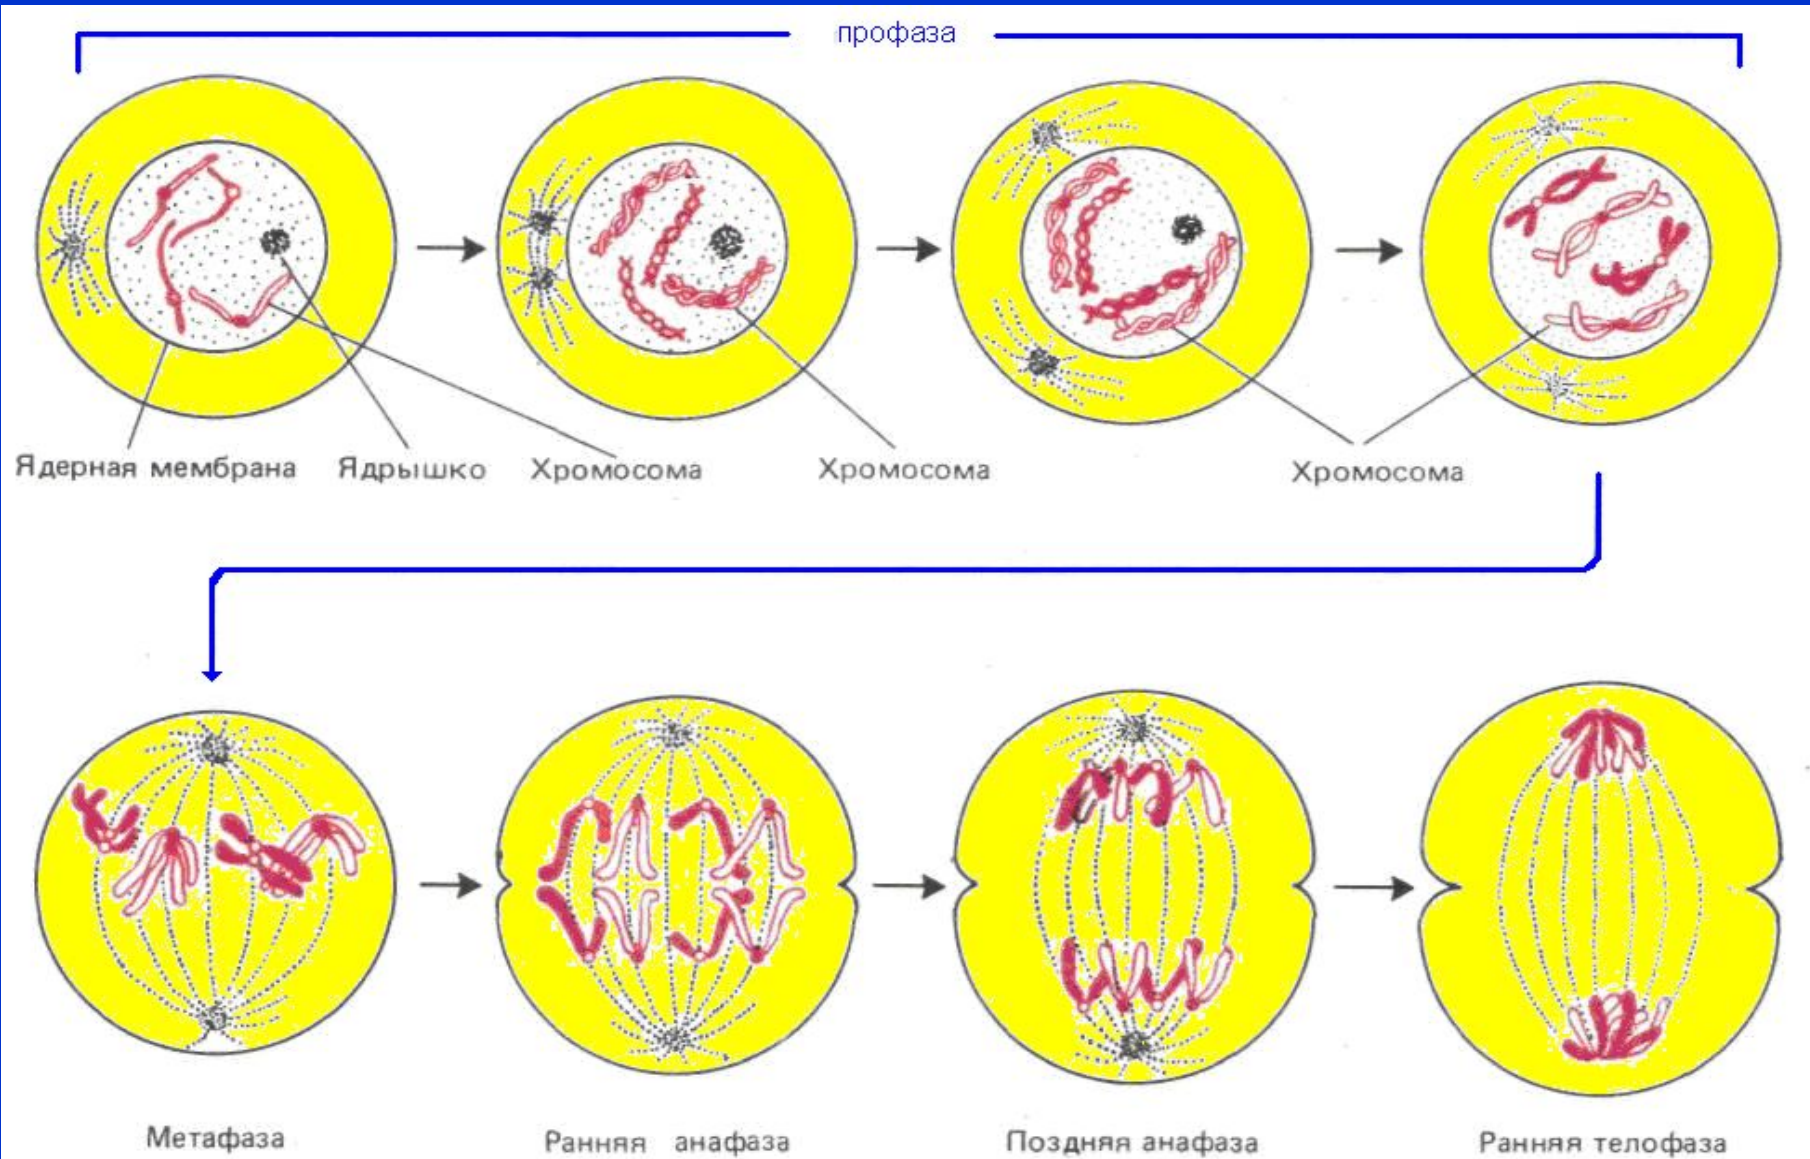 профаза
Ядерная мембрана Ядрышко Хромосома Хромосома Хромосома
Метафаза Ранняя анафаза Поздняя анафаза Ранняя телофаза